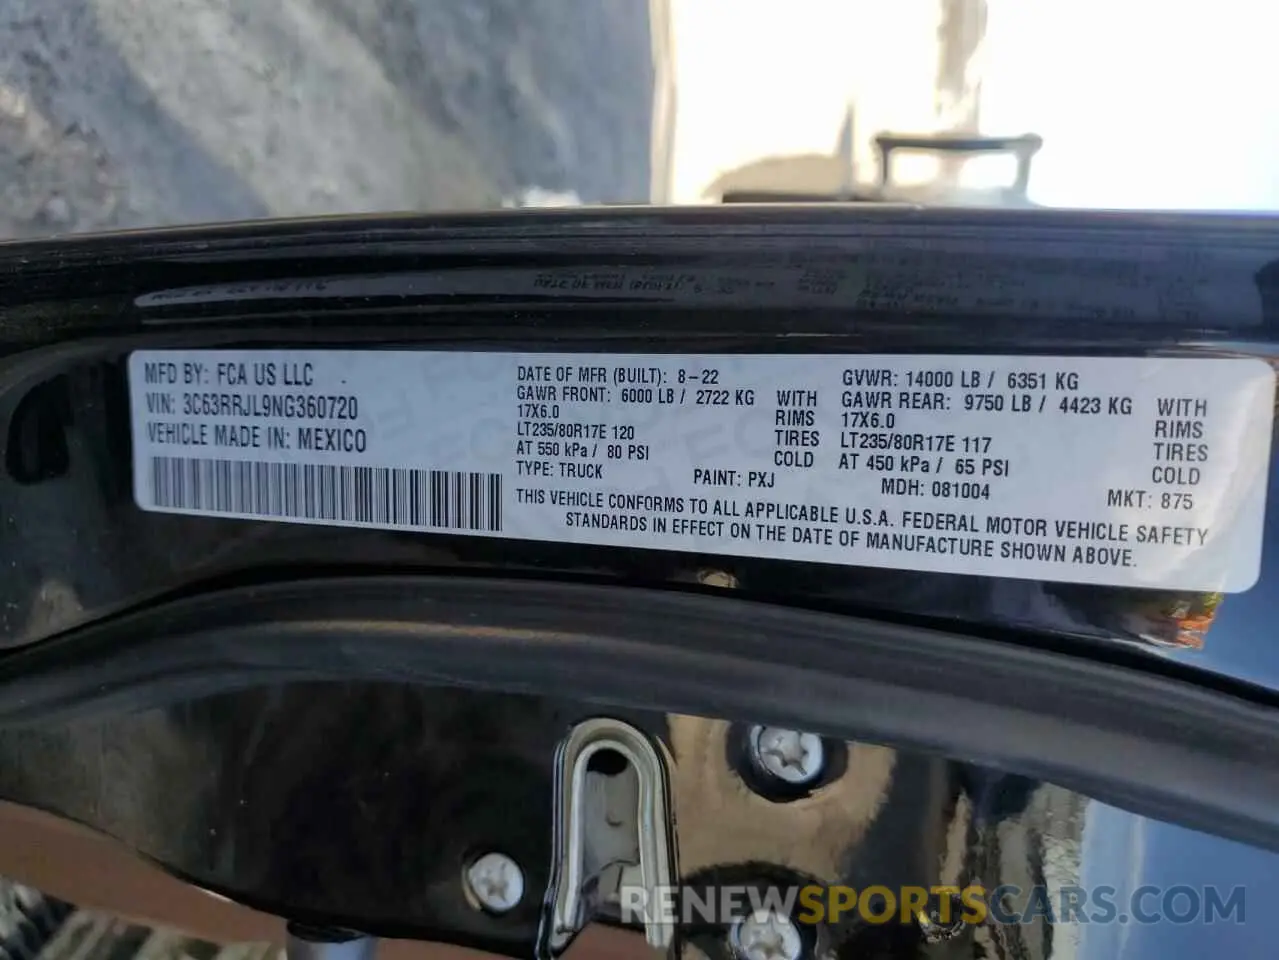 MFD BY: FCA US LLC
VIN: 3C63RRJL9NG360720
VEHICLE MADE IN: MEXICO
DATE OF MFR (BUILT): 8-22
GAWR FRONT: 6000 LB / 2722 KG WITH
17X6.0 RIMS
LT235/80R17E 120 TIRES
AT 550 kPa / 80 PSI COLD
GVWR: 14000 LB / 6351 KG
GAWR REAR: 9750 LB / 4423 KG WITH
17X6.0 RIMS
LT235/80R17E 117 TIRES
AT 450 kPa / 65 PSI COLD
TYPE: TRUCK PAINT: PXJ MDH: 081004 MKT: 875
THIS VEHICLE CONFORMS TO ALL APPLICABLE U.S.A. FEDERAL MOTOR VEHICLE SAFETY
STANDARDS IN EFFECT ON THE DATE OF MANUFACTURE SHOWN ABOVE.
RENEWSPORTSCARS.COM